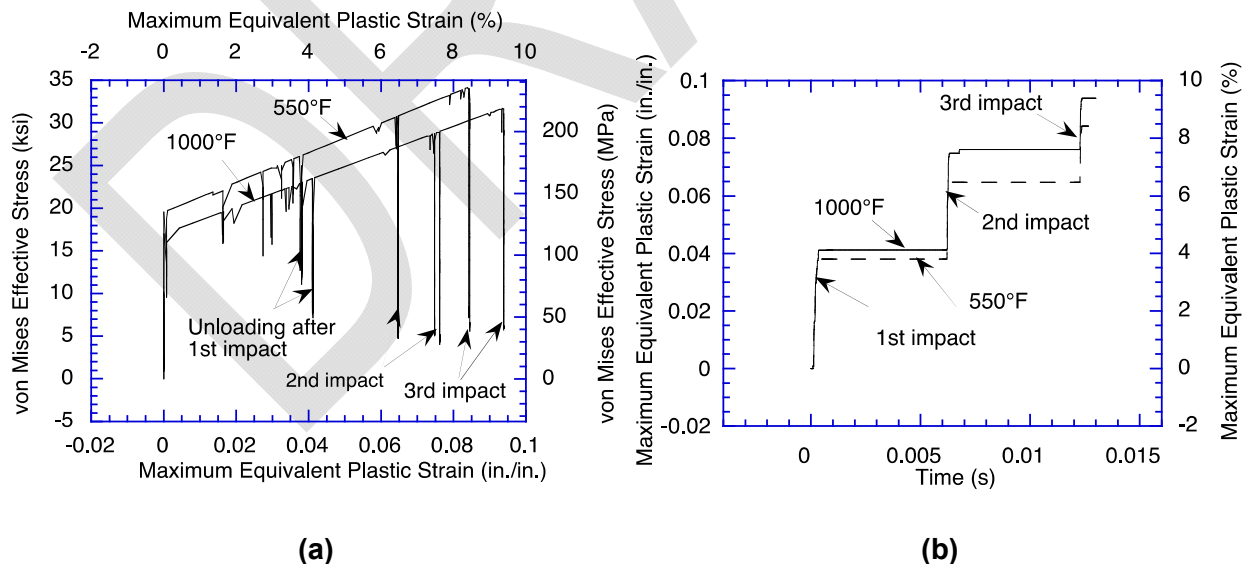 Maximum Equivalent Plastic Strain (%)
-2 0 2 4 6 8 10
35
30
25
20
15
10
5
0
-5
von Mises Effective Stress (ksi)
550°F
1000°F
Unloading after
1st impact
2nd impact
3rd impact
200
150
100
50
0
von Mises Effective Stress (MPa)
-0.02 0 0.02 0.04 0.06 0.08 0.1
Maximum Equivalent Plastic Strain (in./in.)
(a)
0.1
0.08
0.06
0.04
0.02
0
-0.02
Maximum Equivalent Plastic Strain (in./in.)
3rd impact
2nd impact
1000°F
550°F
1st impact
10
8
6
4
2
0
-2
Maximum Equivalent Plastic Strain (%)
0 0.005 0.01 0.015
Time (s)
(b)